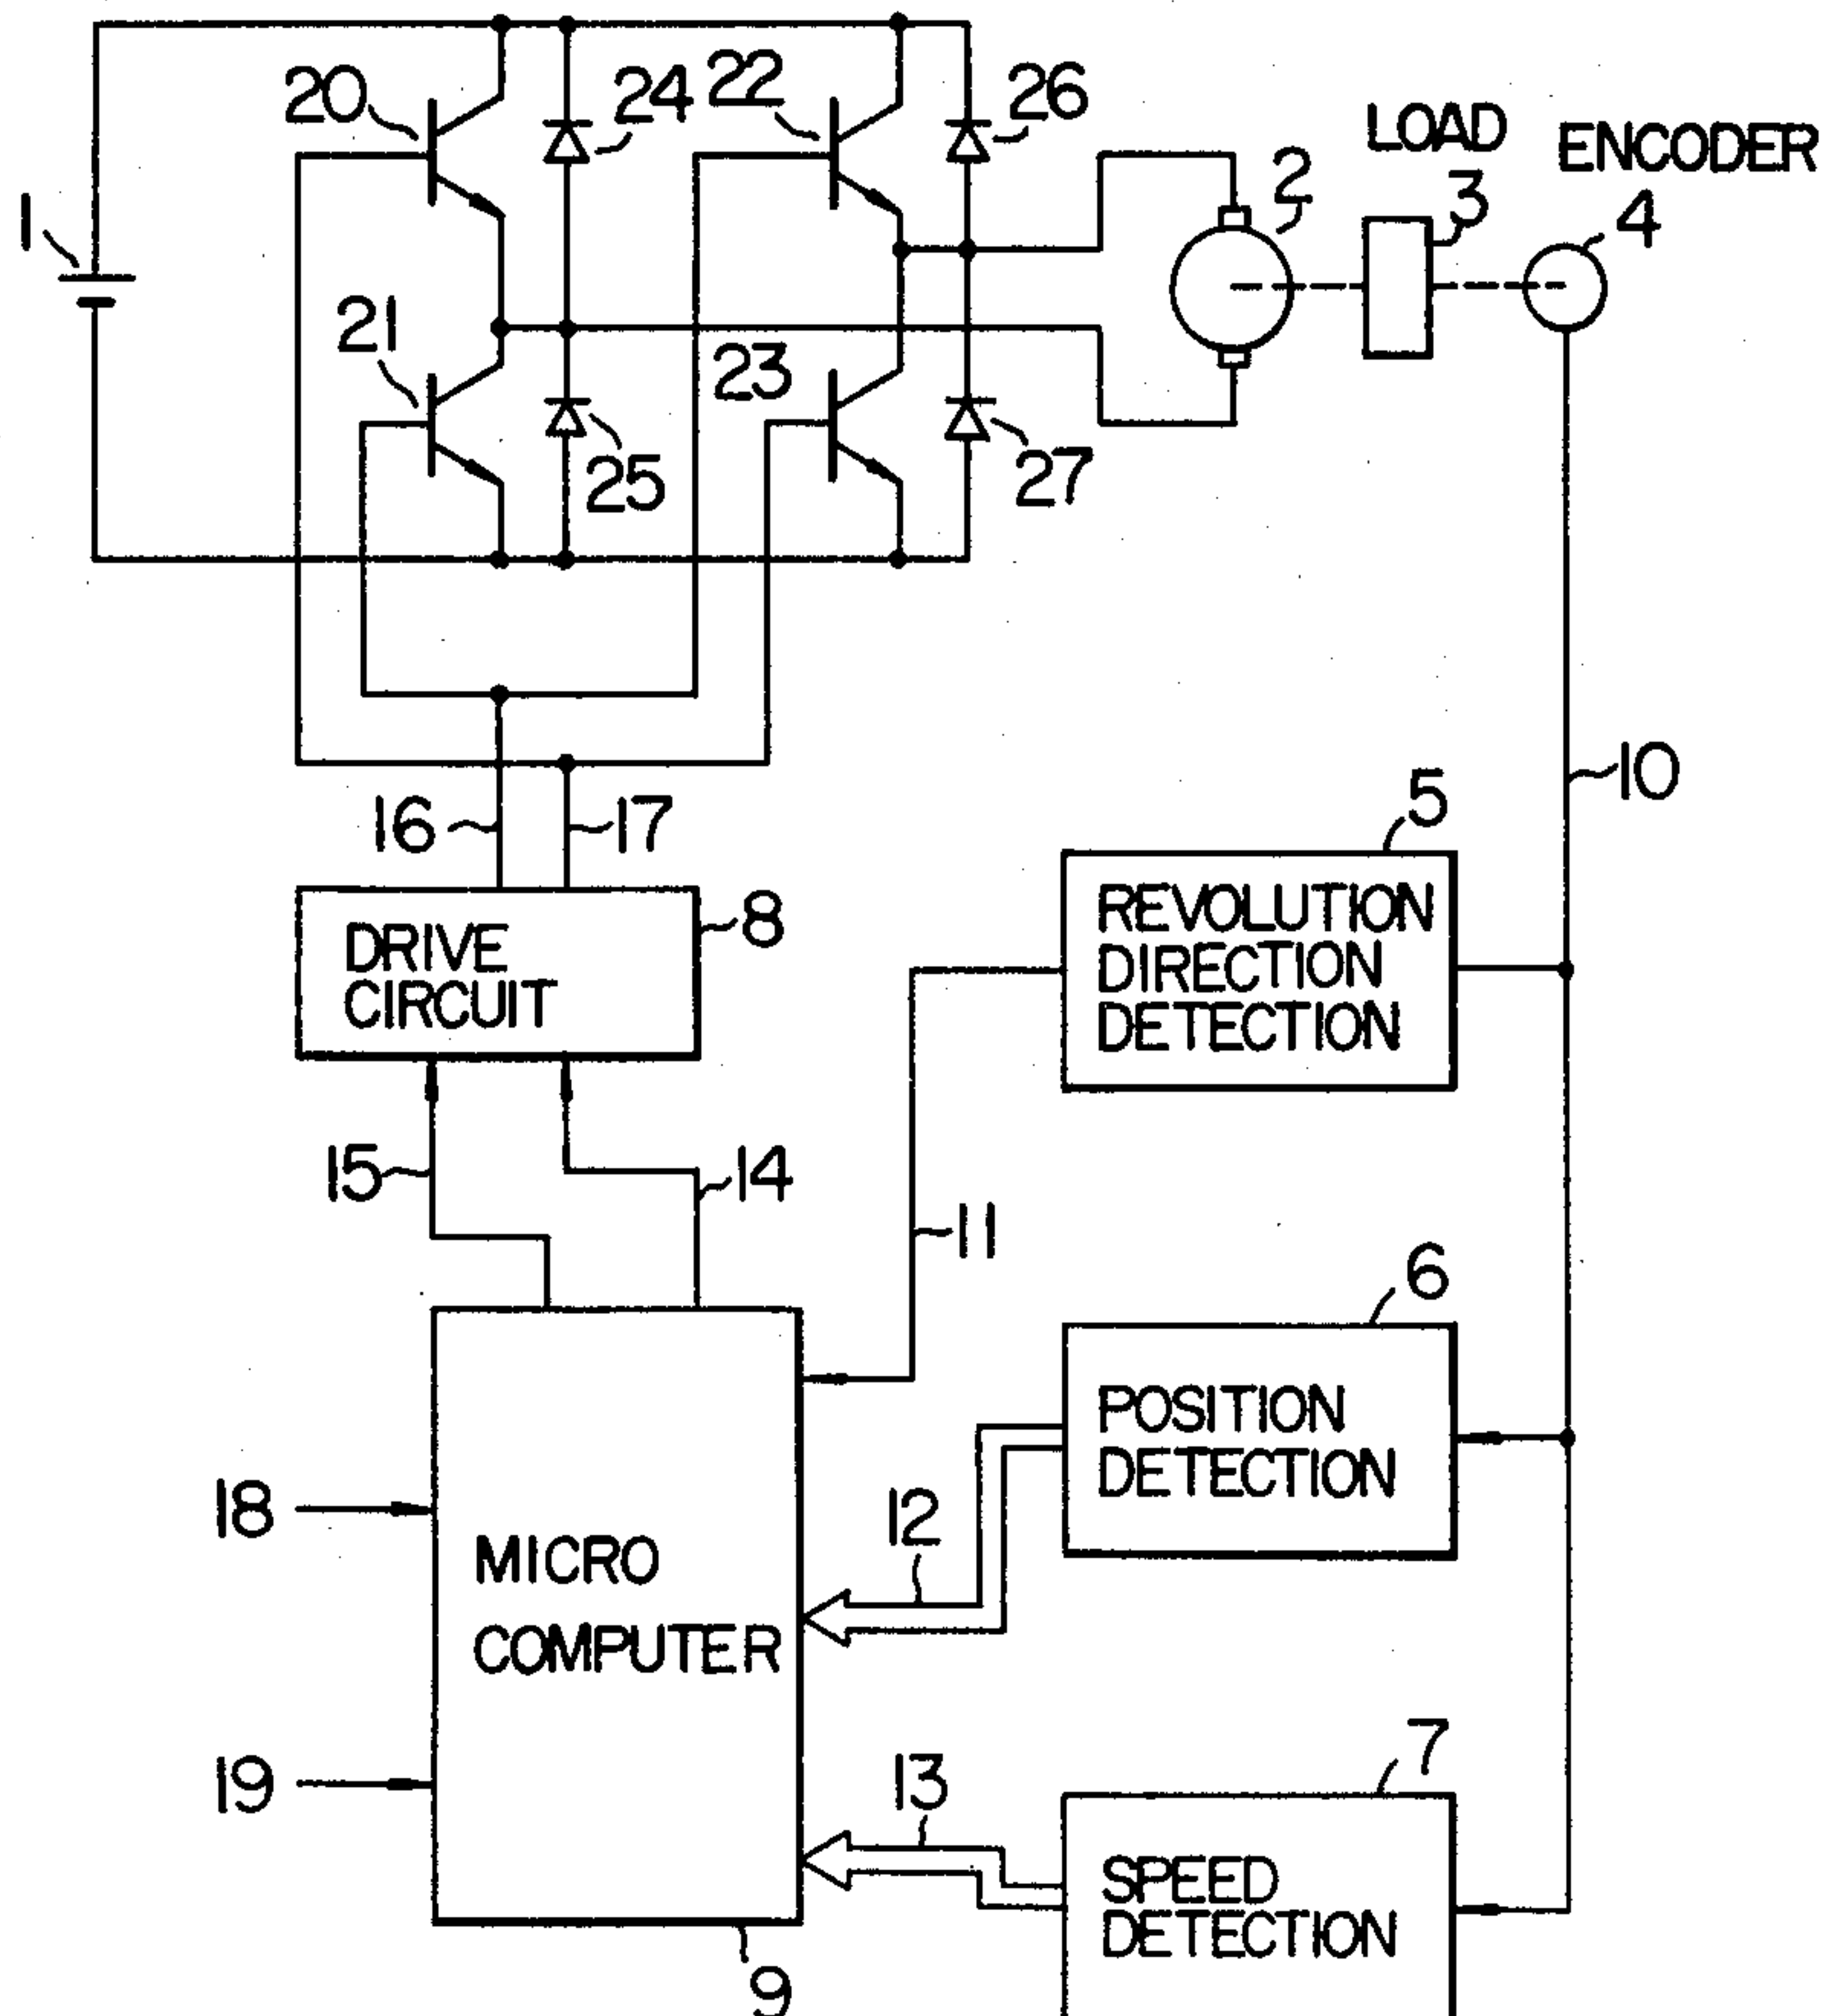 20
24
22
26
LOAD
ENCODER
1
2
3
4
21
23
25
27
10
16
17
5
8
DRIVE
CIRCUIT
REVOLUTION
DIRECTION
DETECTION
15
14
11
6
POSITION
DETECTION
18
12
MICRO
COMPUTER
19
13
7
SPEED
DETECTION
9